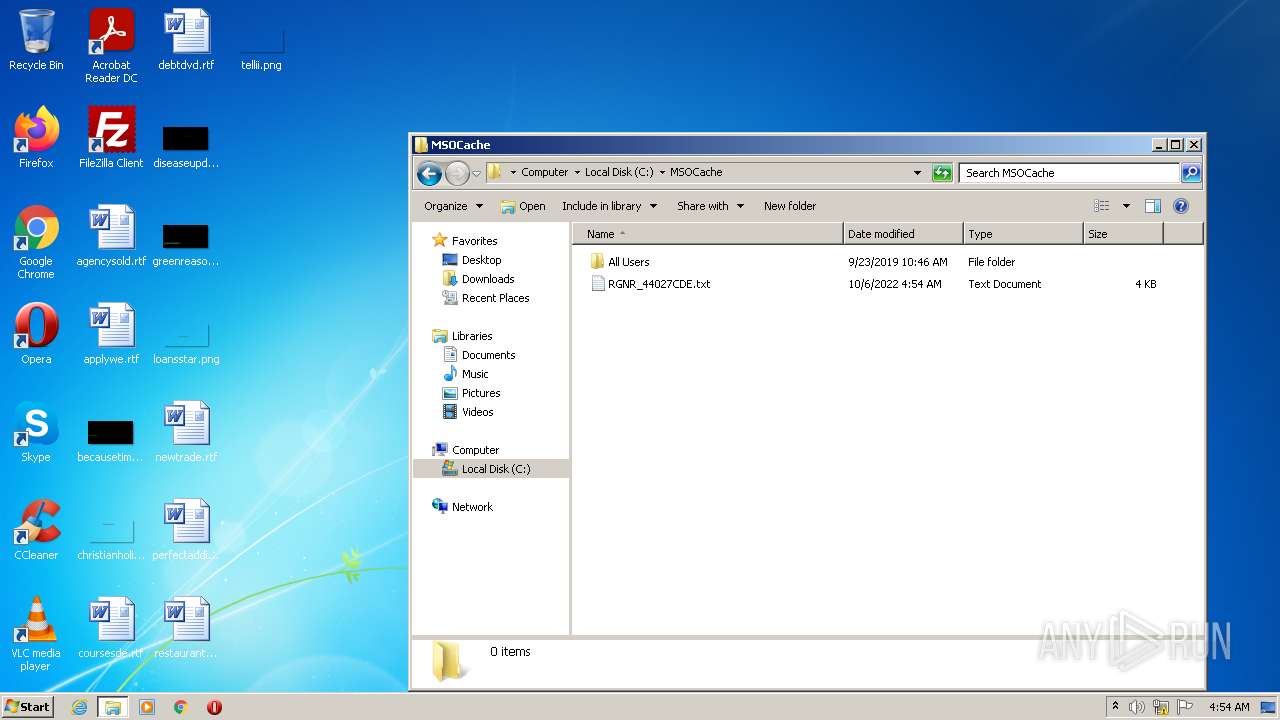 Recycle Bin
Acrobat
Reader DC
debtdvd.rtf
tellii.png
Firefox
FileZilla Client
diseaseupd...
Google
Chrome
agencysold.rtf
greenreaso...
Opera
applywe.rtf
loansstar.png
Skype
becausetim...
newtrade.rtf
CCleaner
christianholi...
perfectaddi...
VLC media
player
coursesde.rtf
restaurant...
MSOCache
Computer Local Disk (C:) MSOCache
Search MSOCache
Organize Open Include in library Share with New folder
Name Date modified Type Size
Favorites
Desktop
Downloads
Recent Places
Libraries
Documents
Music
Pictures
Videos
Computer
Local Disk (C:)
Network
All Users 9/23/2019 10:46 AM File folder
RGNR_44027CDE.txt 10/6/2022 4:54 AM Text Document 4 KB
0 items
ANY RUN
Start
4:54 AM